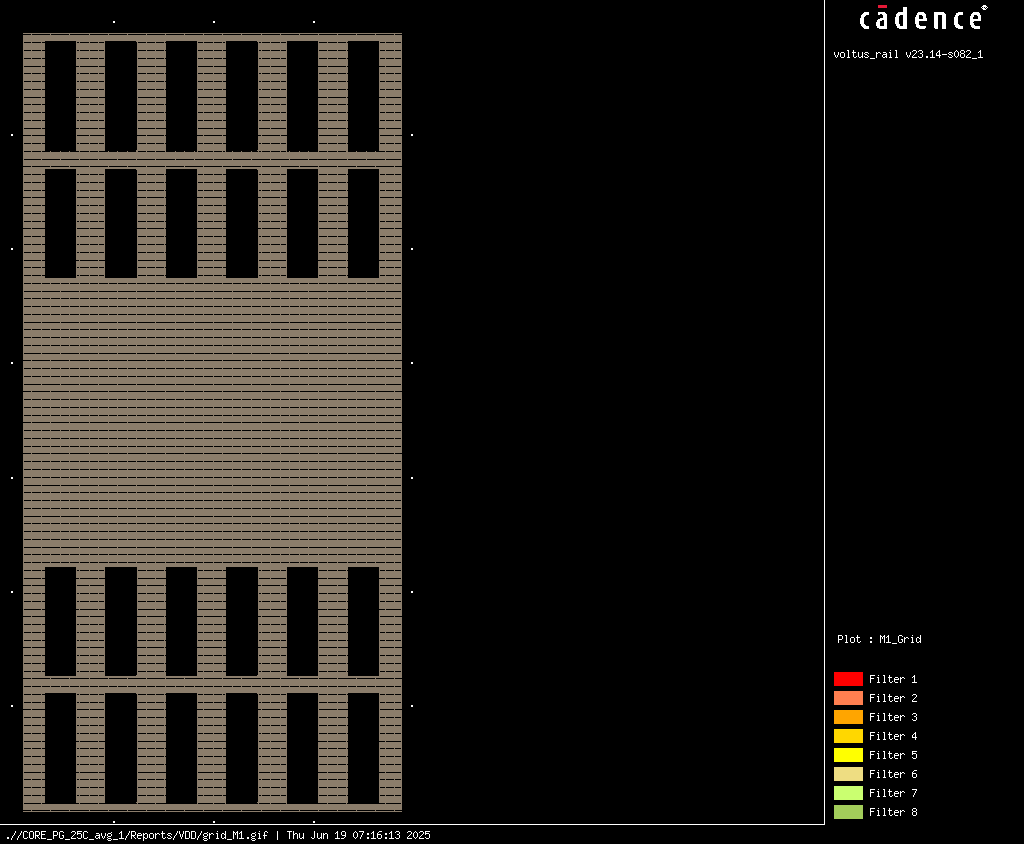 cādence®
voltus_rail v23.14-s082_1
Plot : M1_Grid
Filter 1
Filter 2
Filter 3
Filter 4
Filter 5
Filter 6
Filter 7
Filter 8
.//CORE_PG_25C_avg_1/Reports/VDD/grid_M1.gif | Thu Jun 19 07:16:13 2025